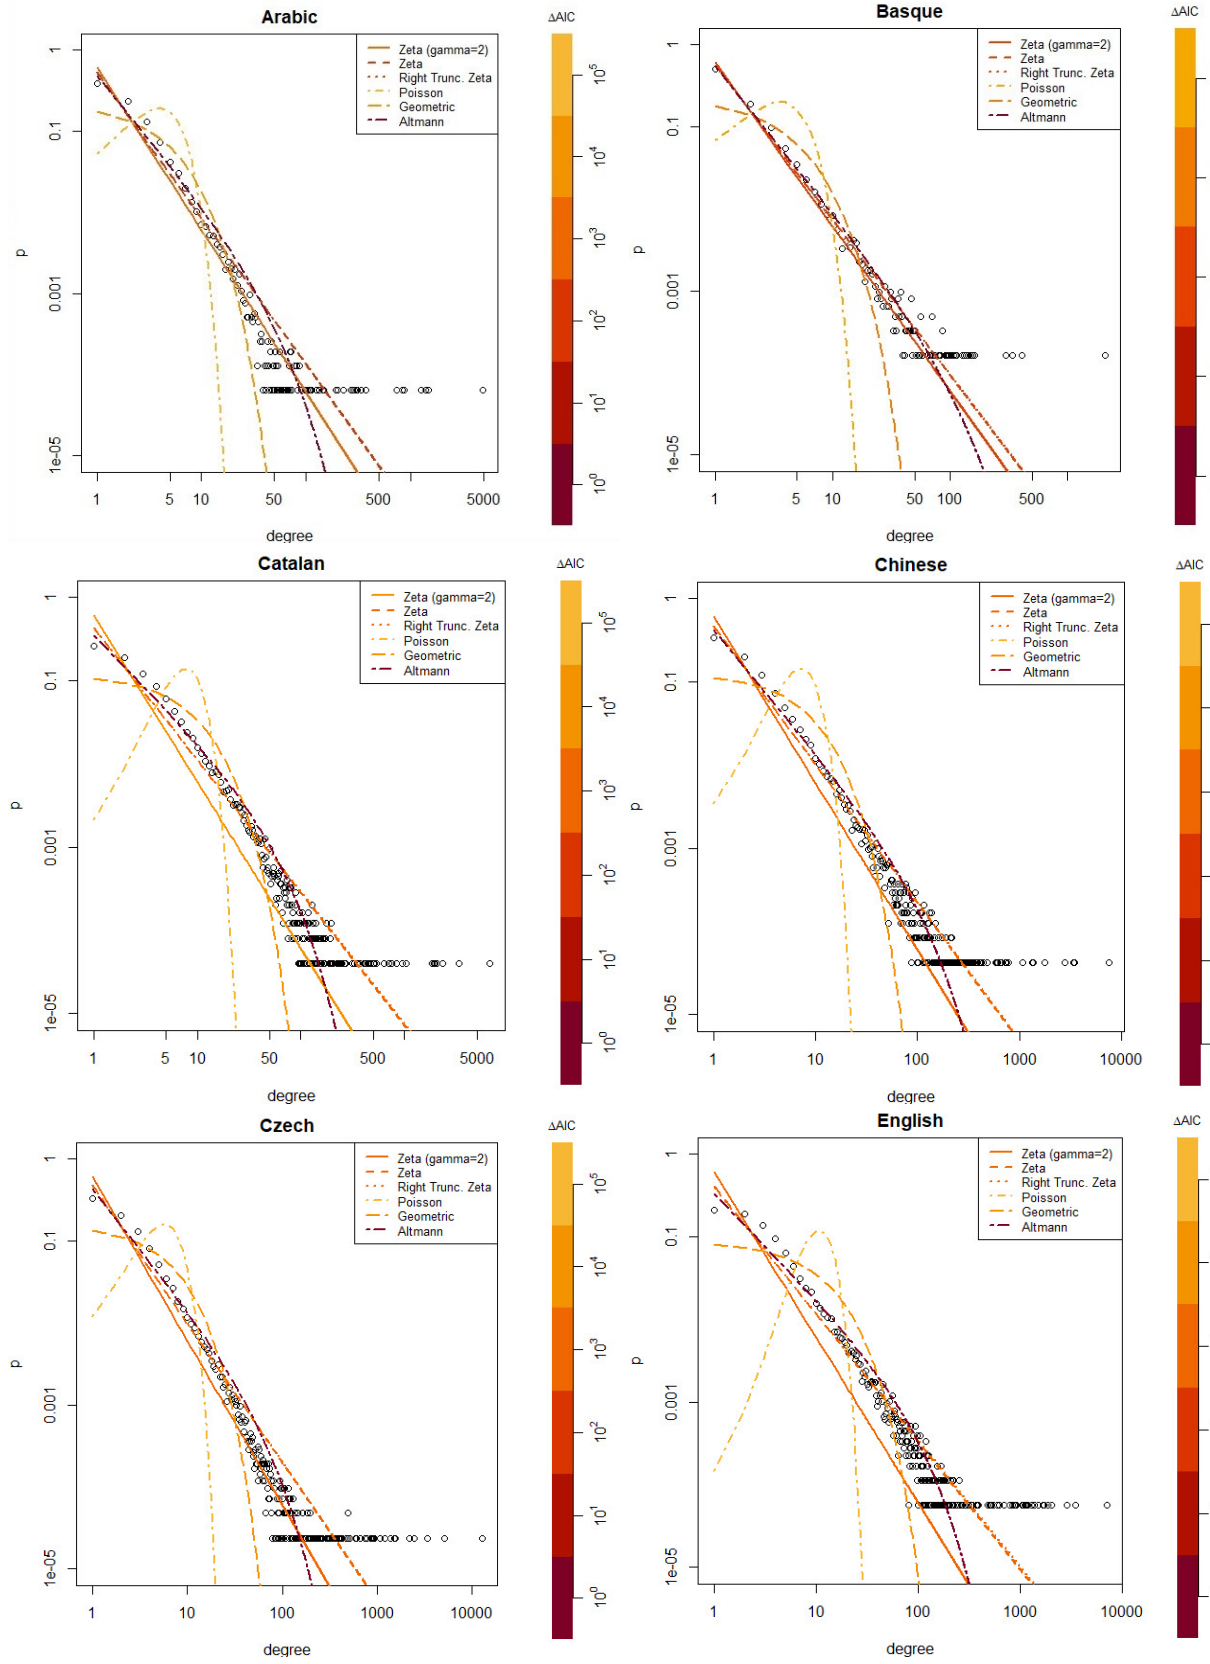 Arabic
ΔAIC
Zeta (gamma=2)
Zeta
Right Trunc. Zeta
Poisson
Geometric
Altmann
1
0.1
0.001
1e-05
p
1 5 10 50 500 5000
degree
10^5
10^4
10^3
10^2
10^1
10^0
Basque
ΔAIC
Zeta (gamma=2)
Zeta
Right Trunc. Zeta
Poisson
Geometric
Altmann
1
0.1
0.001
1e-05
p
1 5 10 50 100 500
degree
Catalan
ΔAIC
Zeta (gamma=2)
Zeta
Right Trunc. Zeta
Poisson
Geometric
Altmann
1
0.1
0.001
1e-05
p
1 5 10 50 500 5000
degree
10^5
10^4
10^3
10^2
10^1
10^0
Chinese
ΔAIC
Zeta (gamma=2)
Zeta
Right Trunc. Zeta
Poisson
Geometric
Altmann
1
0.1
0.001
1e-05
p
1 10 100 1000 10000
degree
Czech
ΔAIC
Zeta (gamma=2)
Zeta
Right Trunc. Zeta
Poisson
Geometric
Altmann
1
0.1
0.001
1e-05
p
1 10 100 10000
degree
10^5
10^4
10^3
10^2
10^1
10^0
English
ΔAIC
Zeta (gamma=2)
Zeta
Right Trunc. Zeta
Poisson
Geometric
Altmann
1
0.1
0.001
1e-05
p
1 10 100 1000 10000
degree